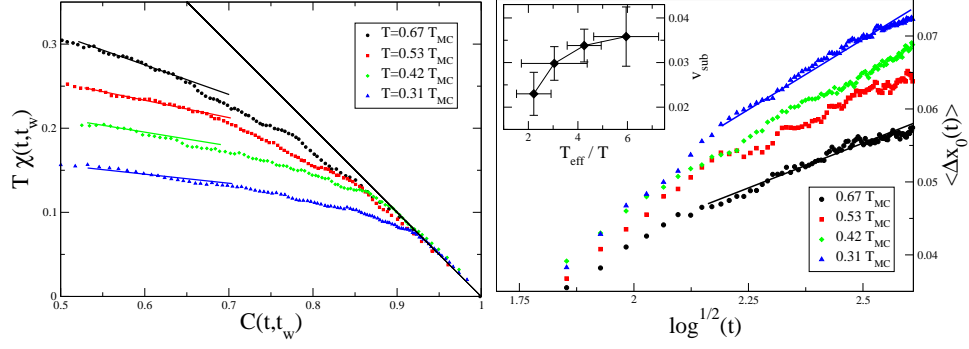 T χ(t,t_w)
0.3
0.2
0.1
0
0.5
0.6
0.7
0.8
0.9
1
C(t,t_w)
T=0.67 T_MC
T=0.53 T_MC
T=0.42 T_MC
T=0.31 T_MC
0.04
0.03
0.02
0.01
v_sub
0
2
4
6
T_eff / T
0.67 T_MC
0.53 T_MC
0.42 T_MC
0.31 T_MC
0.07
0.06
0.05
0.04
<Δx_0(t)>
1.75
2
2.25
2.5
log^1/2(t)